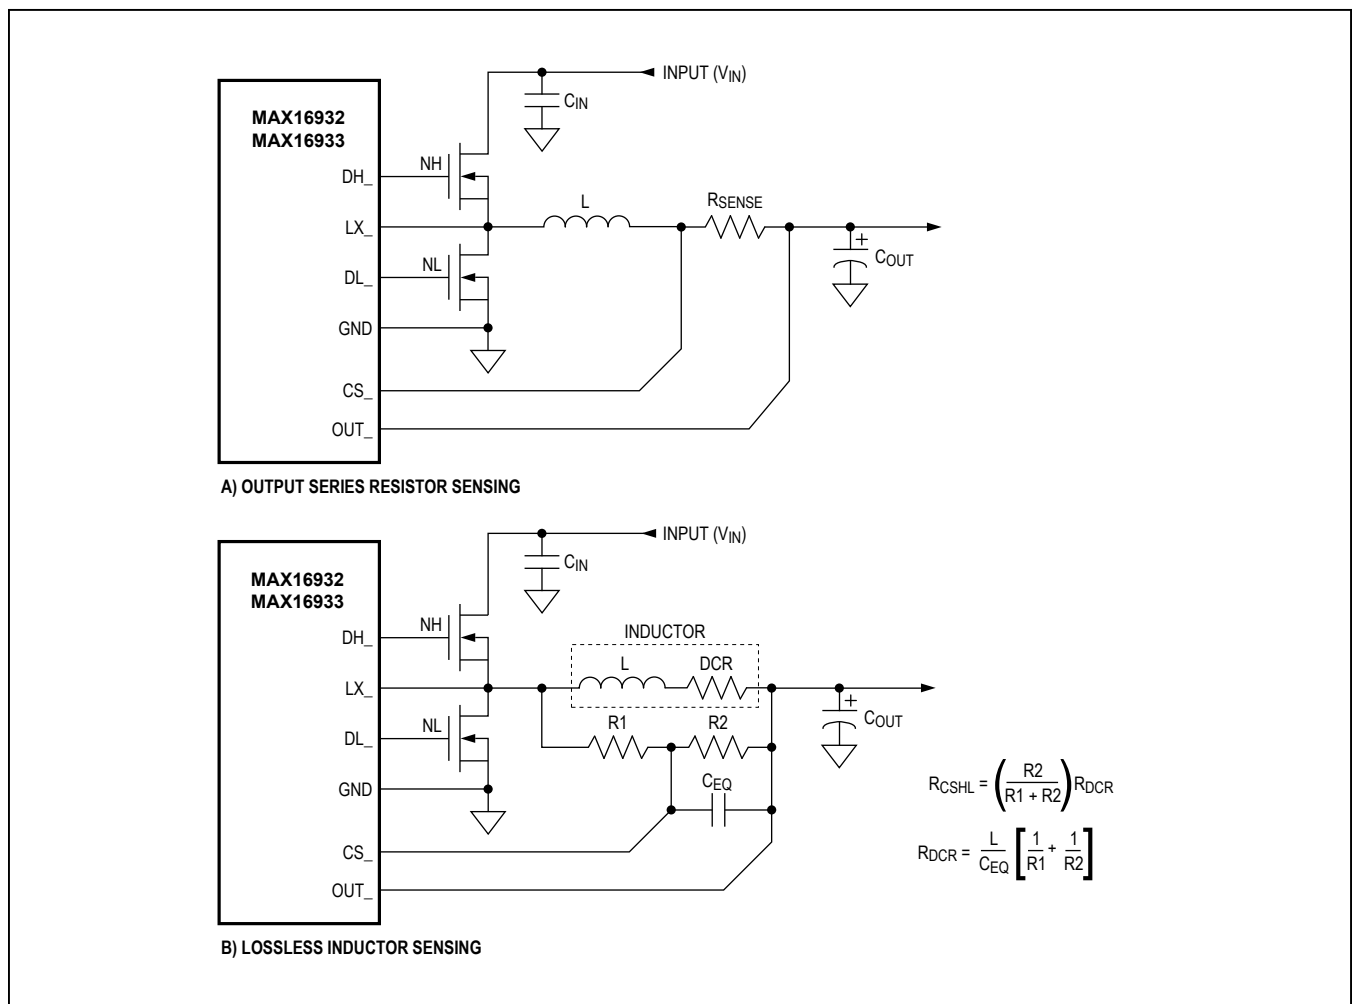 INPUT (VIN)
CIN
MAX16932
MAX16933
NH
DH_
L
RSENSE
LX_
+
COUT
NL
DL_
GND
CS_
OUT_
A) OUTPUT SERIES RESISTOR SENSING
INPUT (VIN)
CIN
MAX16932
MAX16933
NH
DH_
INDUCTOR
L
DCR
LX_
+
COUT
NL
DL_
R1
R2
CEQ
GND
CS_
OUT_
RCSHL = (R2 / (R1 + R2)) RDCR
RDCR = L / CEQ [1 / R1 + 1 / R2]
B) LOSSLESS INDUCTOR SENSING